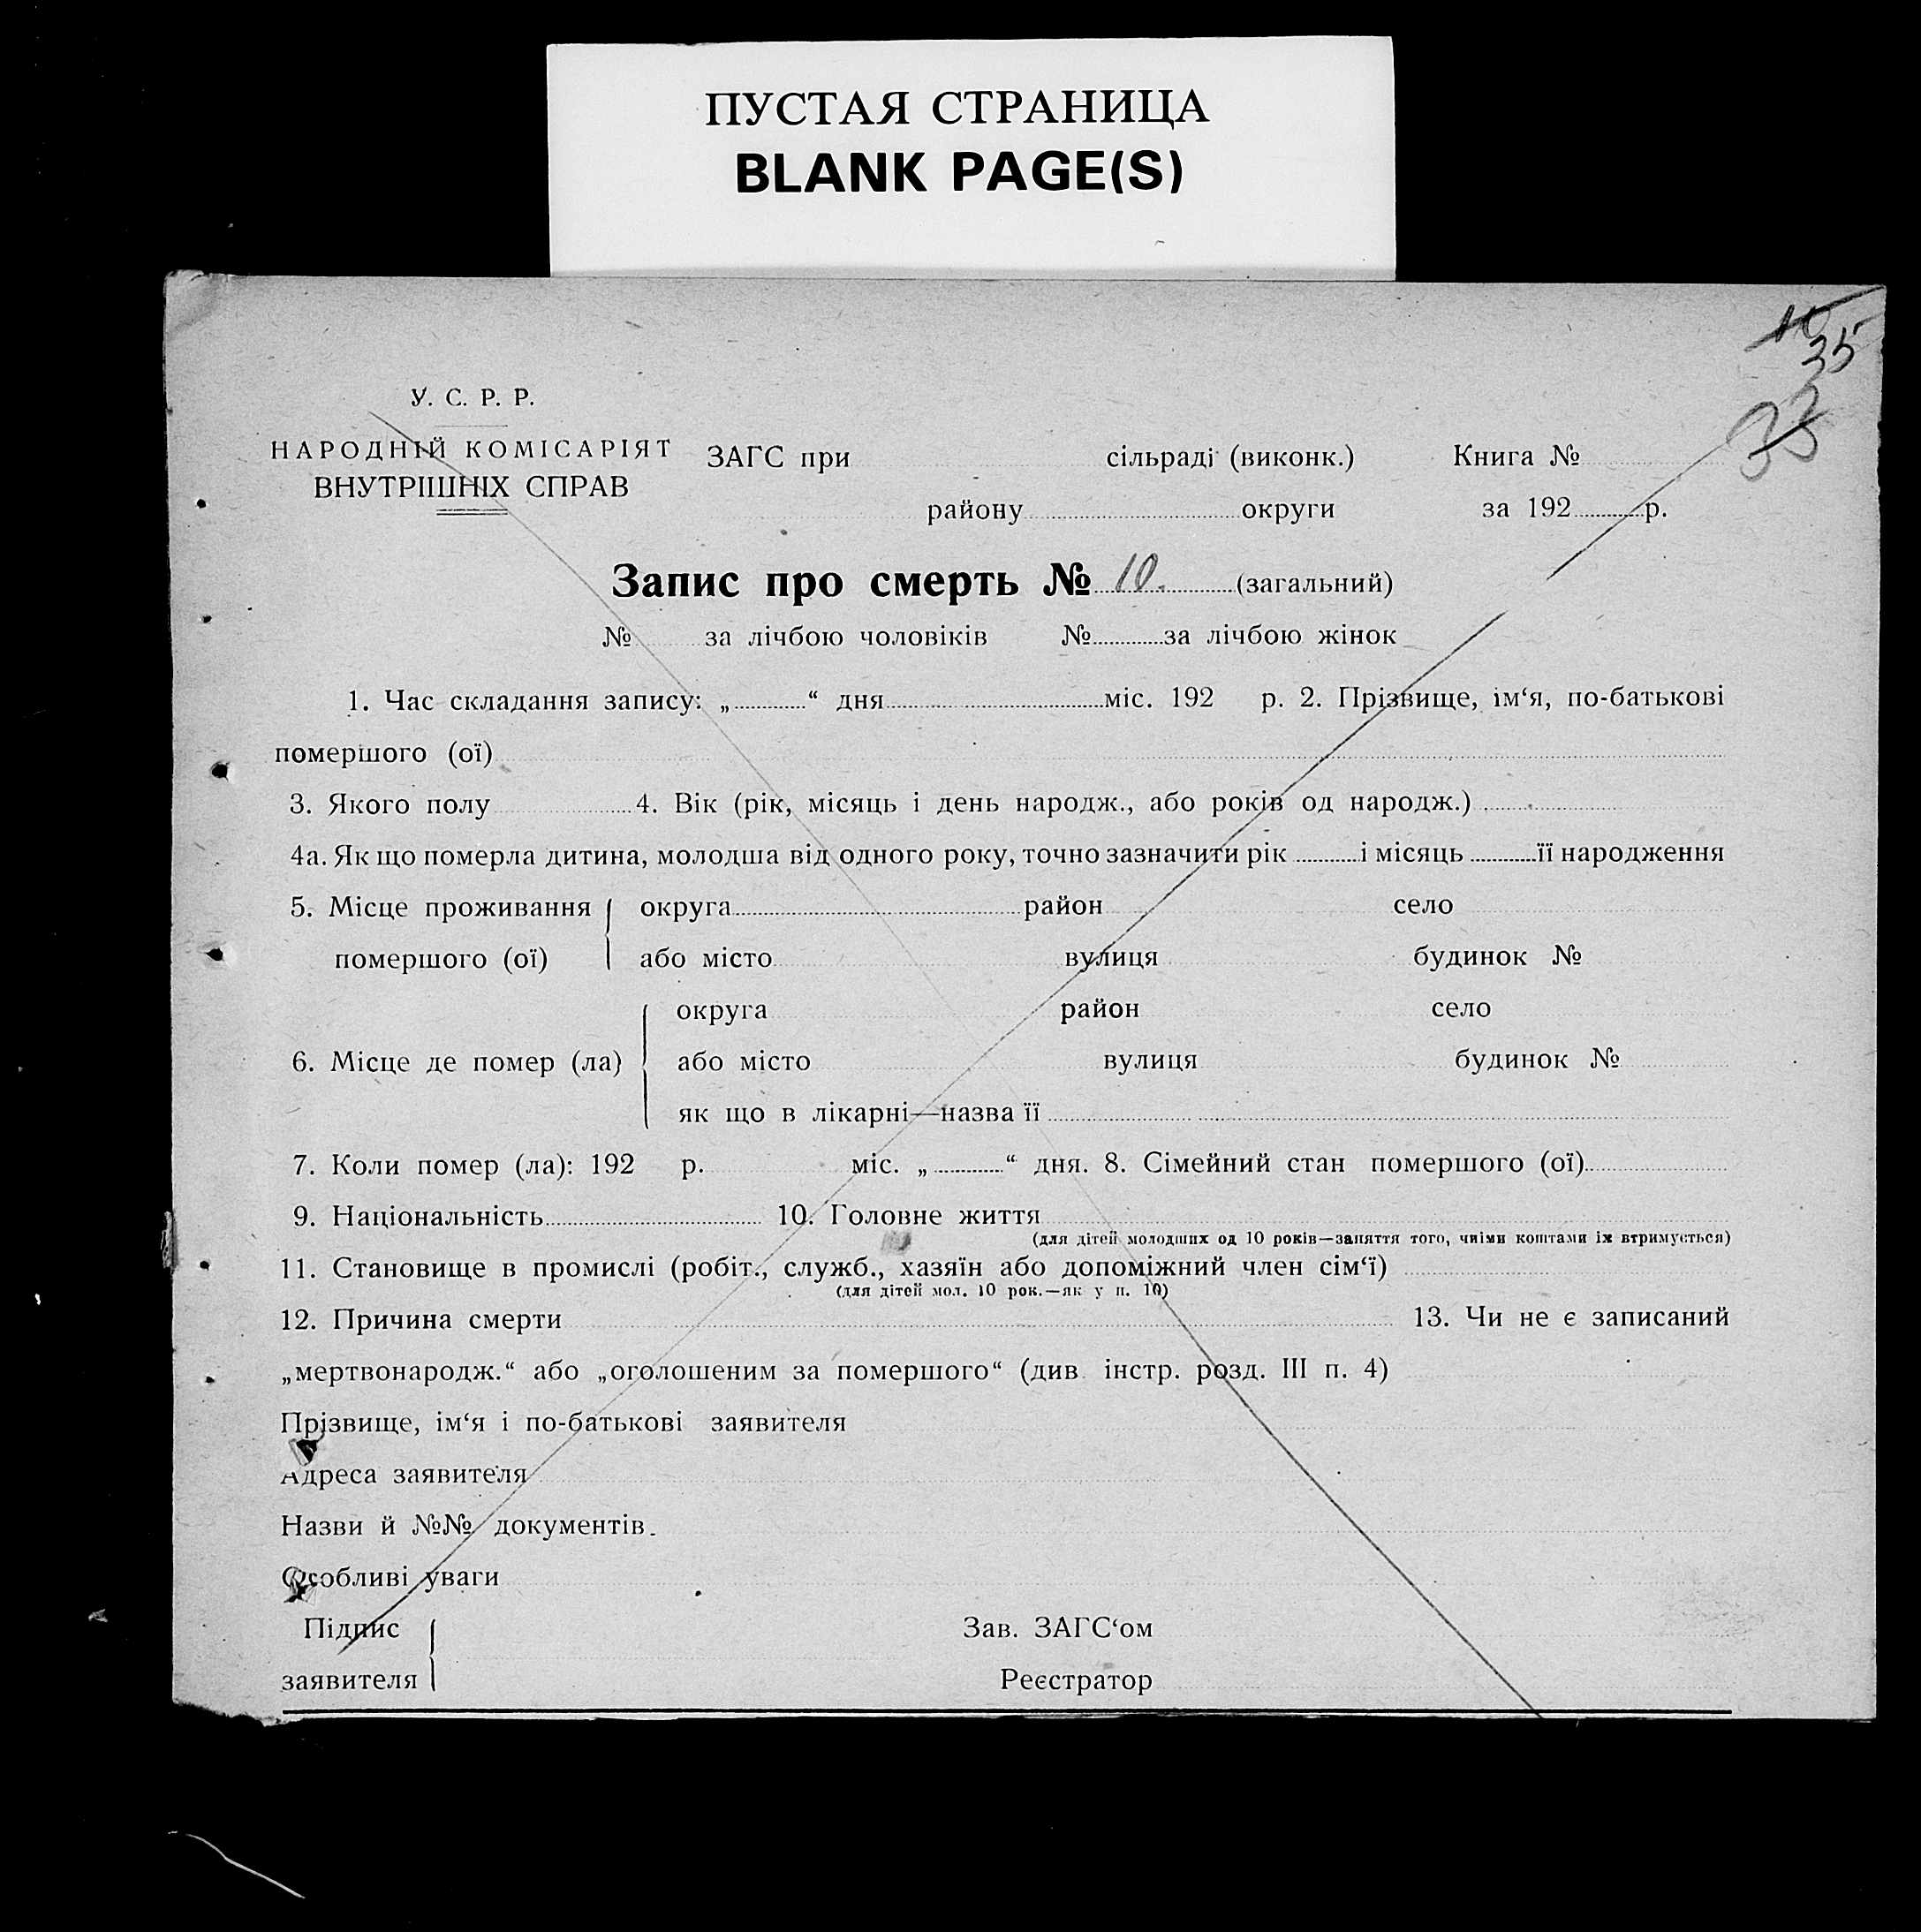 ПУСТАЯ СТРАНИЦА
BLANK PAGE(S)
35
У. С. Р. Р.
НАРОДНІЙ КОМІСАРІЯТ
ВНУТРІШНІХ СПРАВ
ЗАГС при сільраді (виконк.) Книга №
району округи за 192 р.
Запис про смерть № 10. (загальний)
№ за лічбою чоловіків № за лічбою жінок
1. Час складання запису: „ “ дня міс. 192 р. 2. Прізвище, ім‘я, по-батькові
помершого (ої)
3. Якого полу 4. Вік (рік, місяць і день народж., або років од народж.)
4а. Як що померла дитина, молодша від одного року, точно зазначити рік і місяць її народження
5. Місце проживання округа район село
помершого (ої) або місто вулиця будинок №
округа район село
6. Місце де помер (ла) або місто вулиця будинок №
як що в лікарні—назва її
7. Коли помер (ла): 192 р. міс. „ “ дня. 8. Сімейний стан помершого (ої)
9. Національність 10. Головне життя
(для дітей молодших од 10 років—заняття того, чиїми коштами їх втримується)
11. Становище в промислі (робіт., служб., хазяїн або допоміжний член сім‘ї)
(для дітей мол. 10 рок.—як у п. 10)
12. Причина смерти 13. Чи не є записаний
„мертвонародж.“ або „оголошеним за помершого“ (див інстр. розд. III п. 4)
Прізвище, ім‘я і по-батькові заявителя
Адреса заявителя
Назви й №№ документів.
Особливі уваги
Підпис Зав. ЗАГС‘ом
заявителя Реєстратор